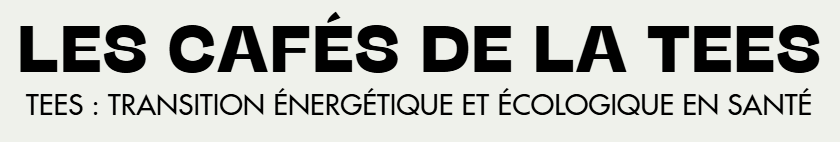 LES CAFÉS DE LA TEES
TEES : TRANSITION ÉNERGÉTIQUE ET ÉCOLOGIQUE EN SANTÉ